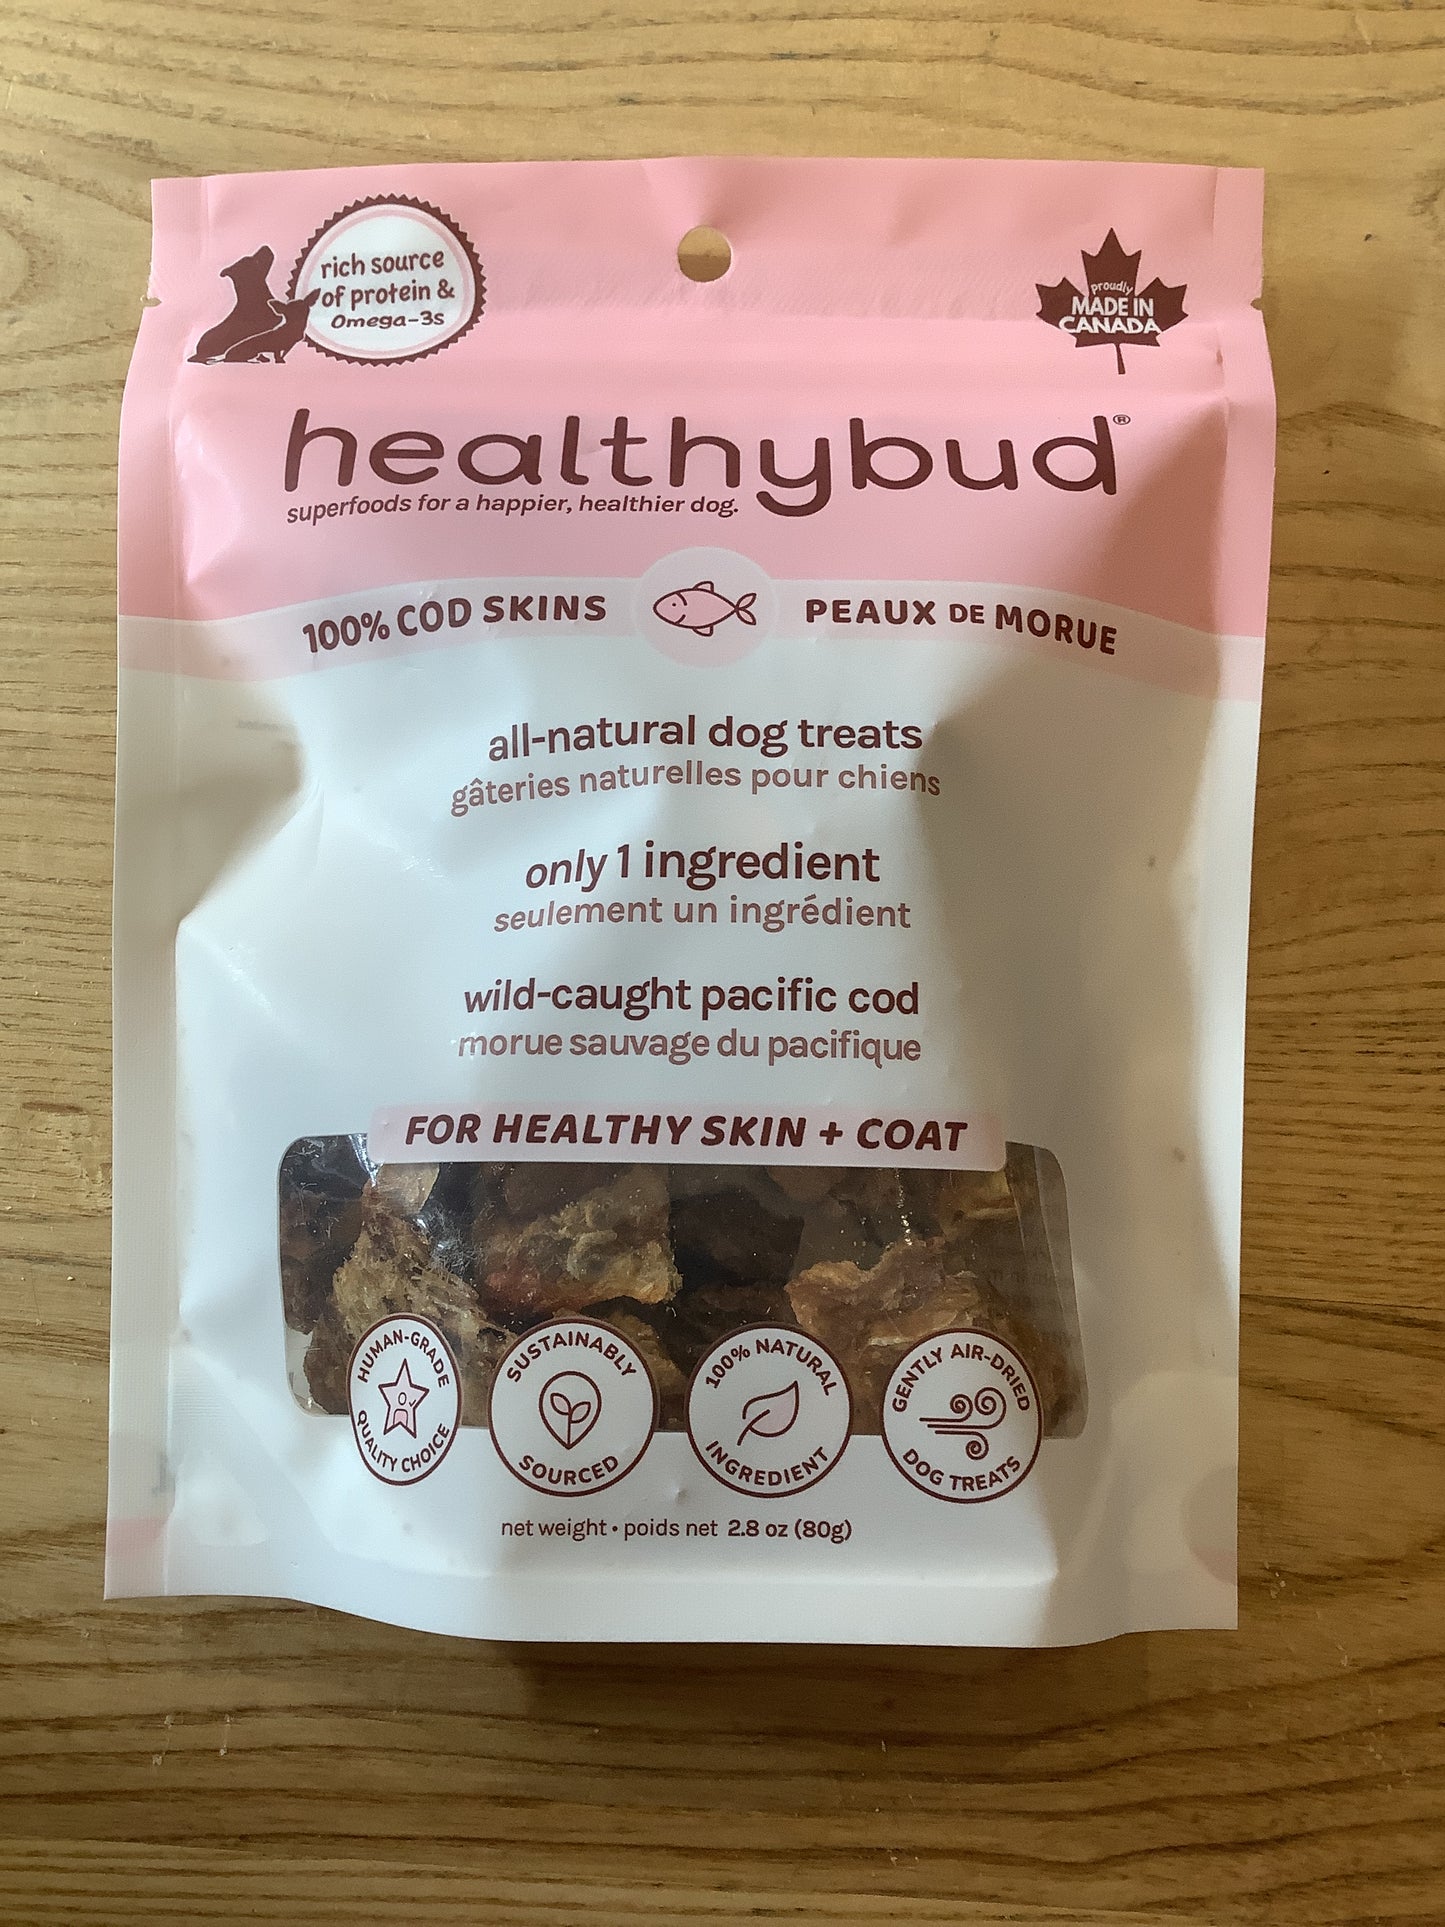 rich source
of protein &
Omega-3s
proudly
MADE IN
CANADA
healthybud®
superfoods for a happier, healthier dog.
100% COD SKINS
PEAUX DE MORUE
all-natural dog treats
gâteries naturelles pour chiens
only 1 ingredient
seulement un ingrédient
wild-caught pacific cod
morue sauvage du pacifique
FOR HEALTHY SKIN + COAT
HUMAN-GRADE
QUALITY CHOICE
SUSTAINABLY
SOURCED
100% NATURAL
INGREDIENT
GENTLY AIR-DRIED
DOG TREATS
net weight • poids net 2.8 oz (80g)